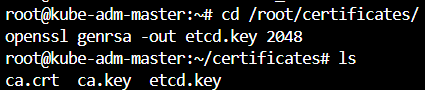 root@kube-adm-master:~# cd /root/certificates/
openssl genrsa -out etcd.key 2048
root@kube-adm-master:~/certificates# ls
ca.crt  ca.key  etcd.key